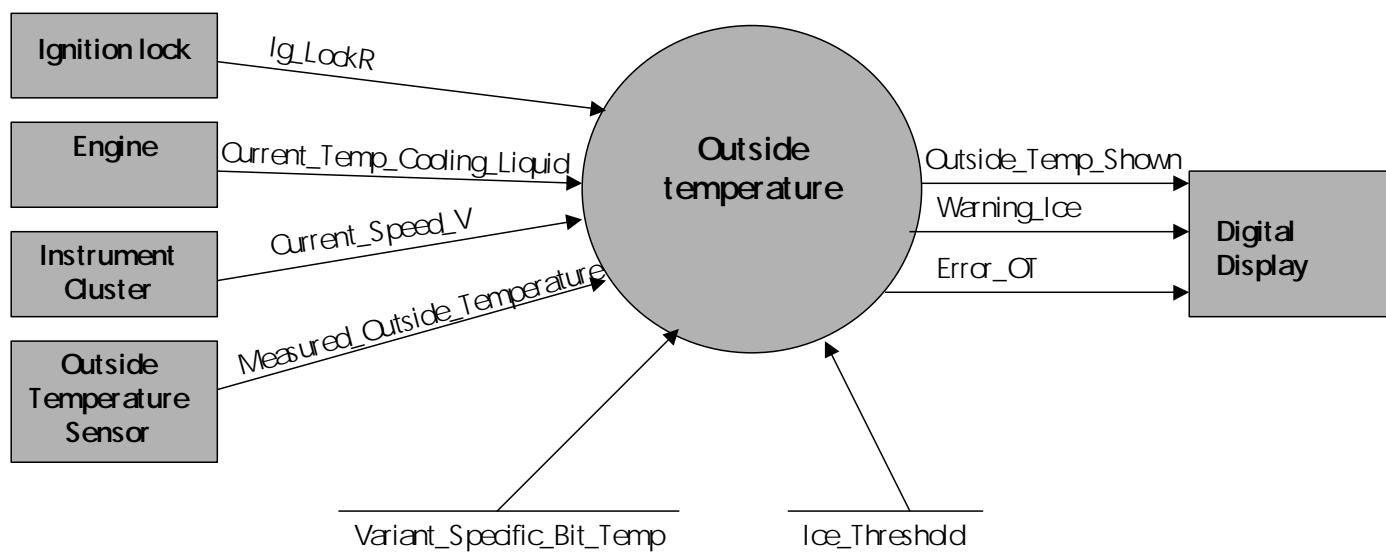 Ignition lock
Ig_LockR
Engine
Current_Temp_Cooling_Liquid
Instrument
Cluster
Current_Speed_V
Outside
Temperature
Sensor
Measured_Outside_Temperature
Outside
temperature
Outside_Temp_Shown
Warning_Ice
Error_OT
Digital
Display
Variant_Specific_Bit_Temp
Ice_Threshold